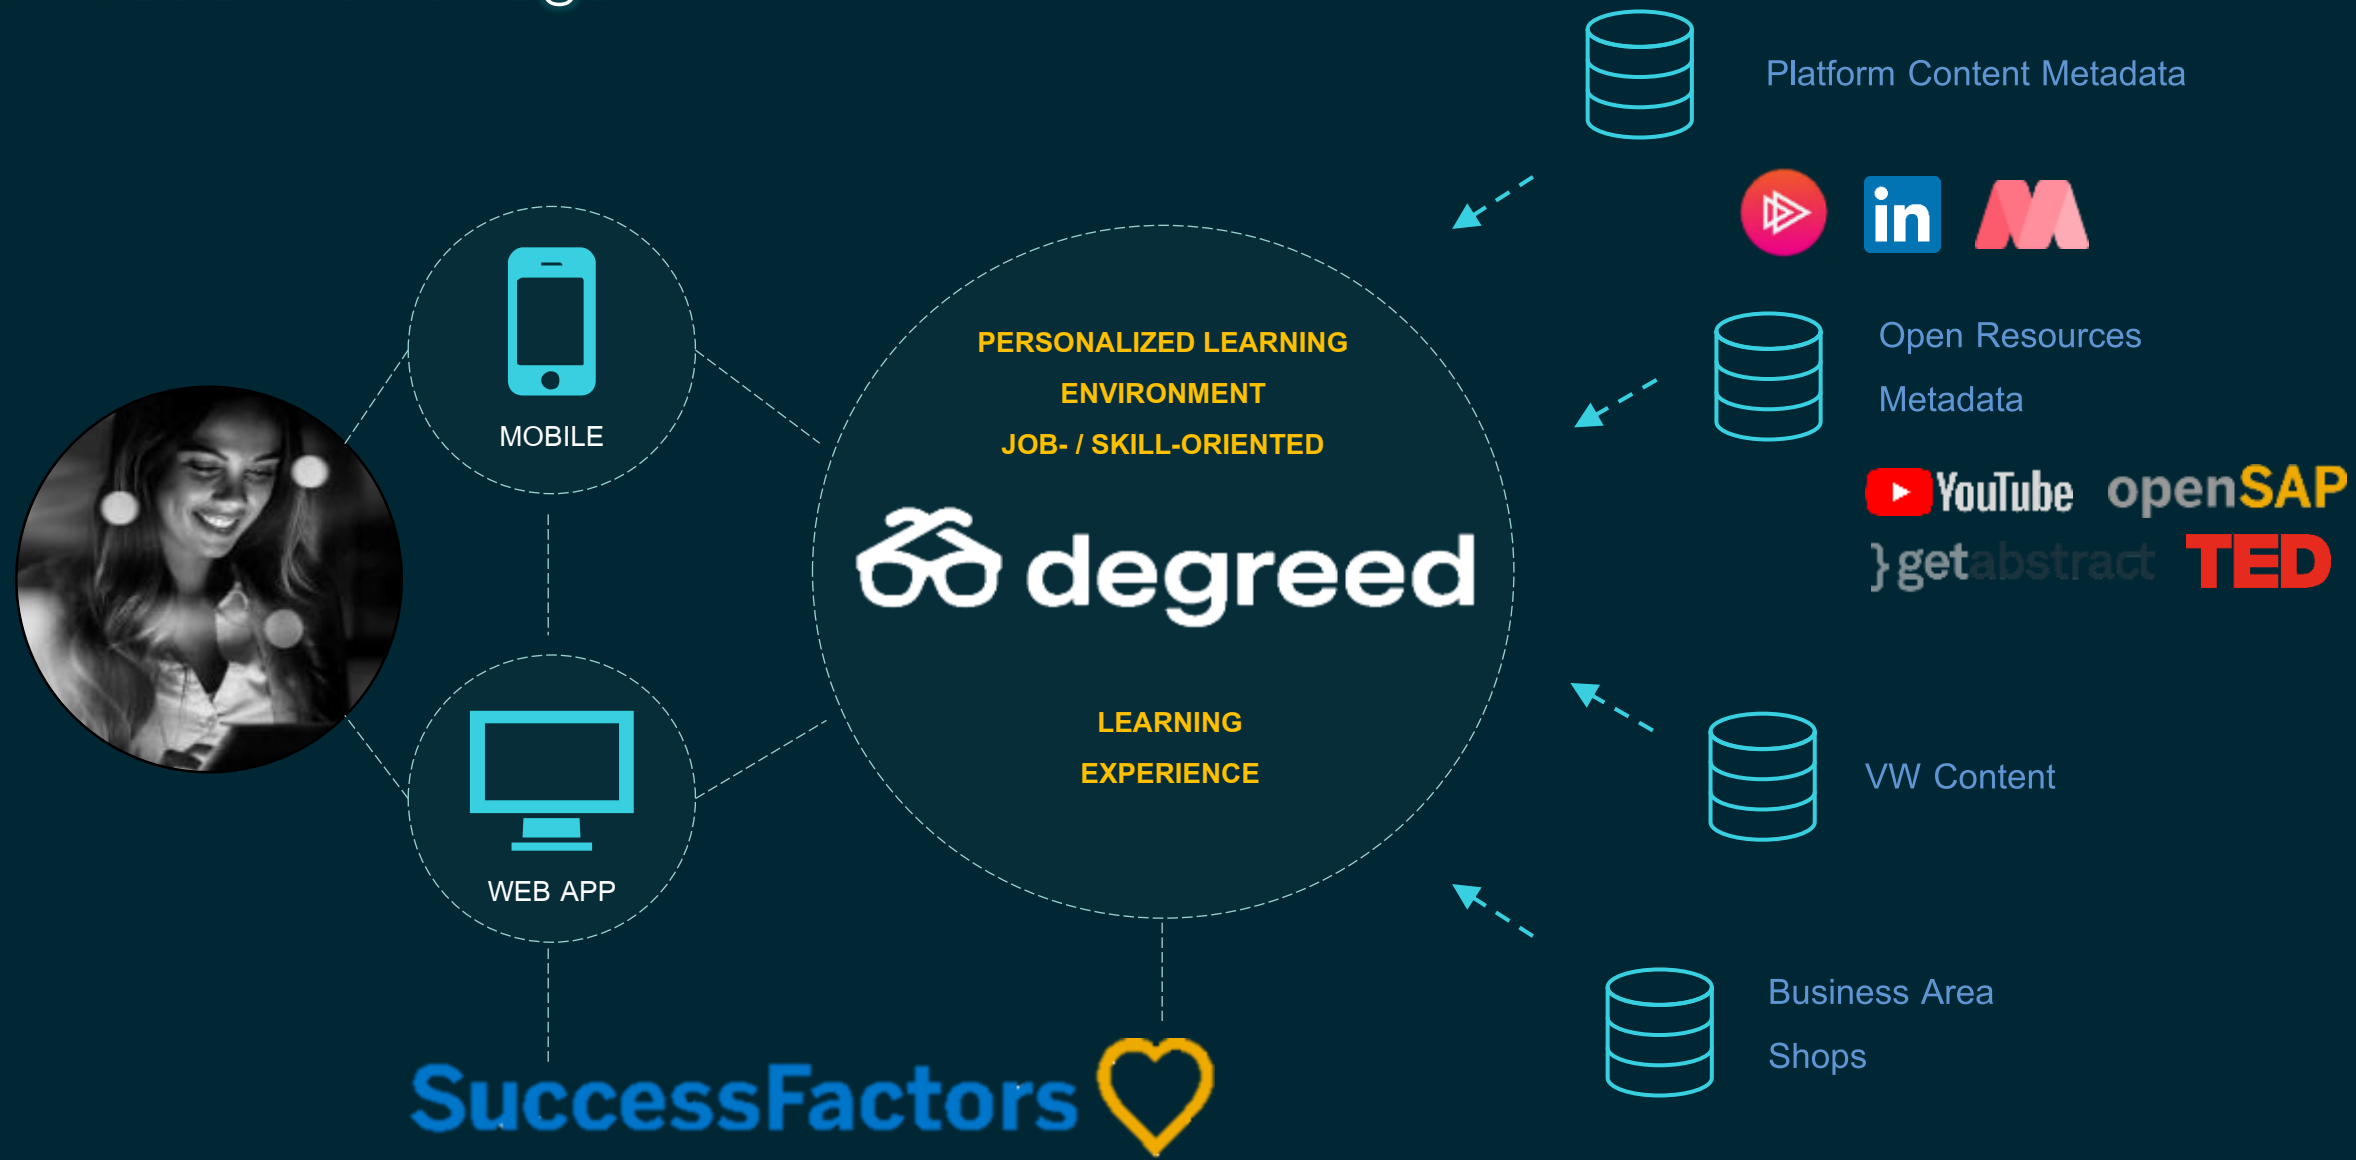 Platform Content Metadata
in
MOBILE
PERSONALIZED LEARNING
ENVIRONMENT
JOB- / SKILL-ORIENTED
degreed
LEARNING
EXPERIENCE
Open Resources
Metadata
YouTube
openSAP
}getabstract
TED
VW Content
WEB APP
Business Area
Shops
SuccessFactors